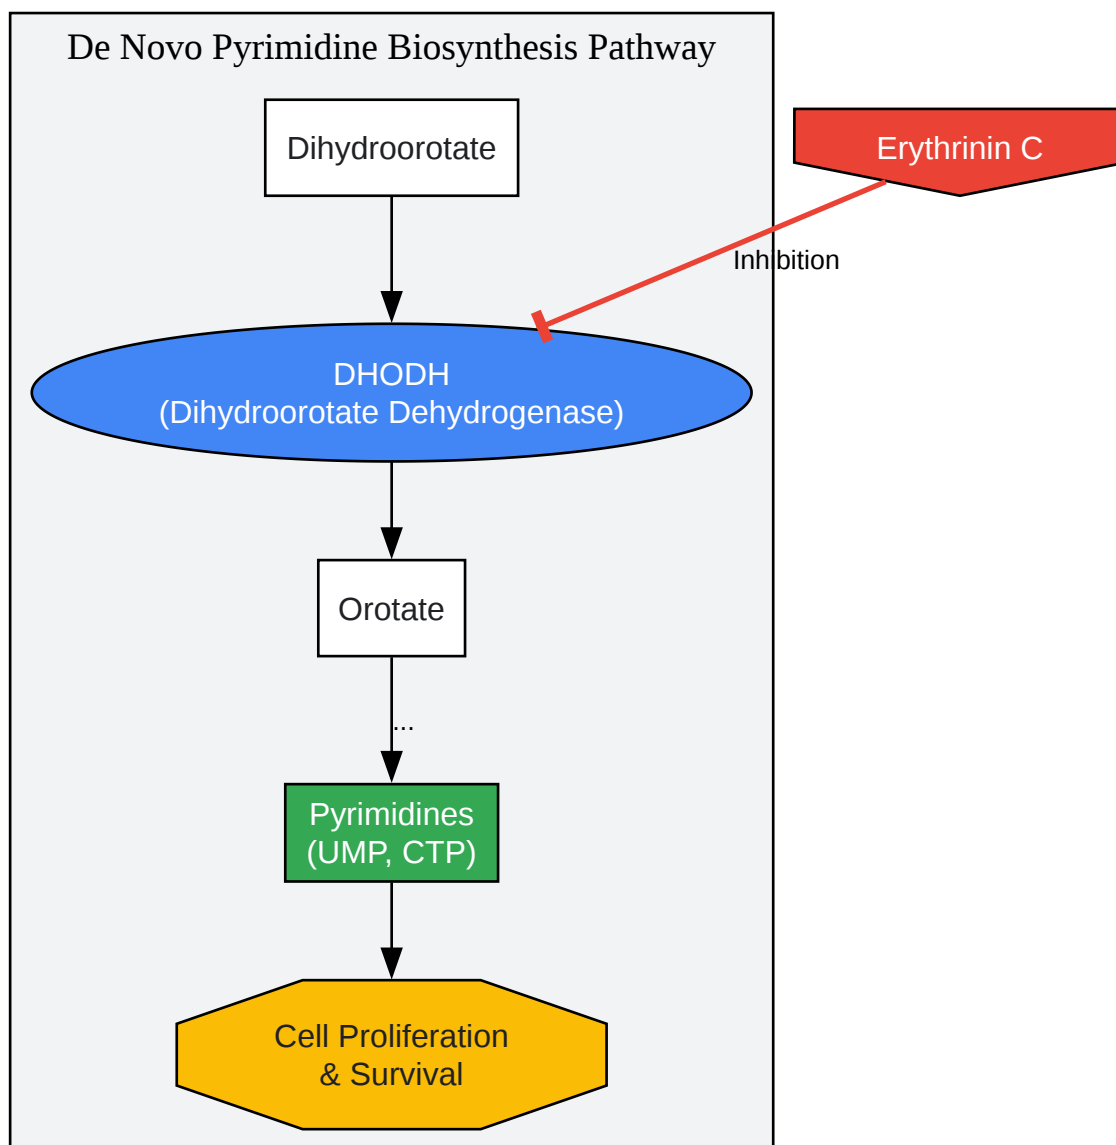 De Novo Pyrimidine Biosynthesis Pathway
Dihydroorotate
Erythrinin C
Inhibition
DHODH
(Dihydroorotate Dehydrogenase)
Orotate
...
Pyrimidines
(UMP, CTP)
Cell Proliferation
& Survival